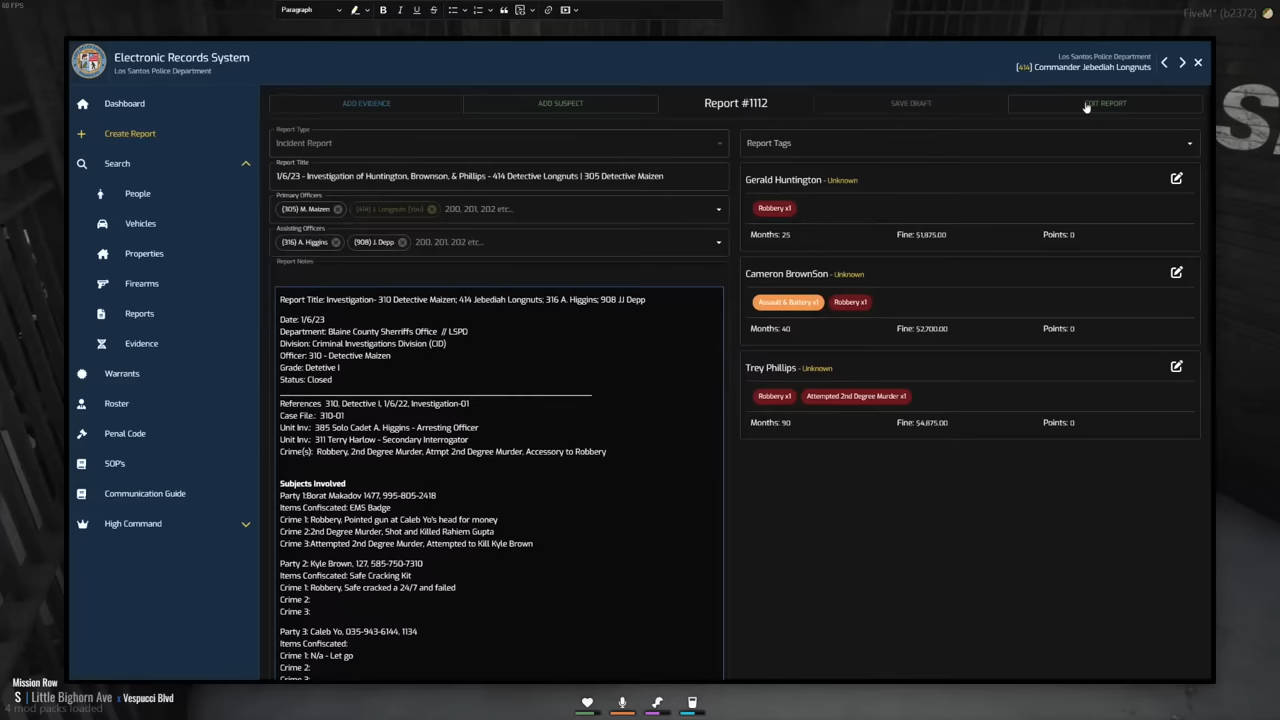 60 FPS
Paragraph
FiveM* (b2372)
Electronic Records System
Los Santos Police Department
Los Santos Police Department
[414] Commander Jebediah Longnuts
Dashboard
Create Report
Search
People
Vehicles
Properties
Firearms
Reports
Evidence
Warrants
Roster
Penal Code
SOP's
Communication Guide
High Command
ADD EVIDENCE
ADD SUSPECT
Report #1112
SAVE DRAFT
EDIT REPORT
Report Type
Incident Report
Report Title
1/6/23 - Investigation of Huntington, Brownson, & Phillips - 414 Detective Longnuts | 305 Detective Maizen
Primary Officers
(305) M. Maizen
(414) J. Longnuts (You)
200, 201, 202 etc...
Assisting Officers
(316) A. Higgins
(908) J. Depp
200, 201, 202 etc...
Report Notes
Report Title: Investigation- 310 Detective Maizen; 414 Jebediah Longnuts; 316 A. Higgins; 908 JJ Depp
Date: 1/6/23
Department: Blaine County Sherriffs Office // LSPD
Division: Criminal Investigations Division (CID)
Officer: 310 - Detective Maizen
Grade: Detetive I
Status: Closed
References 310. Detective I, 1/6/22, Investigation-01
Case File.: 310-01
Unit Inv.: 385 Solo Cadet A. Higgins - Arresting Officer
Unit Inv.: 311 Terry Harlow - Secondary Interrogator
Crime(s): Robbery, 2nd Degree Murder, Atmpt 2nd Degree Murder, Accessory to Robbery
Subjects Involved
Party 1:Borat Makadov 1477, 995-805-2418
Items Confiscated: EMS Badge
Crime 1: Robbery, Pointed gun at Caleb Yo's head for money
Crime 2:2nd Degree Murder, Shot and Killed Rahiem Gupta
Crime 3:Attempted 2nd Degree Murder, Attempted to Kill Kyle Brown
Party 2: Kyle Brown, 127, 585-750-7310
Items Confiscated: Safe Cracking Kit
Crime 1: Robbery, Safe cracked a 24/7 and failed
Crime 2:
Crime 3:
Party 3: Caleb Yo, 035-943-6144, 1134
Items Confiscated:
Crime 1: N/a - Let go
Crime 2:
Crime 3:
Report Tags
Gerald Huntington - Unknown
Robbery x1
Months: 25 Fine: $1,875.00 Points: 0
Cameron BrownSon - Unknown
Assault & Battery x1 Robbery x1
Months: 40 Fine: $2,700.00 Points: 0
Trey Phillips - Unknown
Robbery x1 Attempted 2nd Degree Murder x1
Months: 90 Fine: $4,875.00 Points: 0
Mission Row
S | Little Bighorn Ave x Vespucci Blvd
4 mod packs loaded